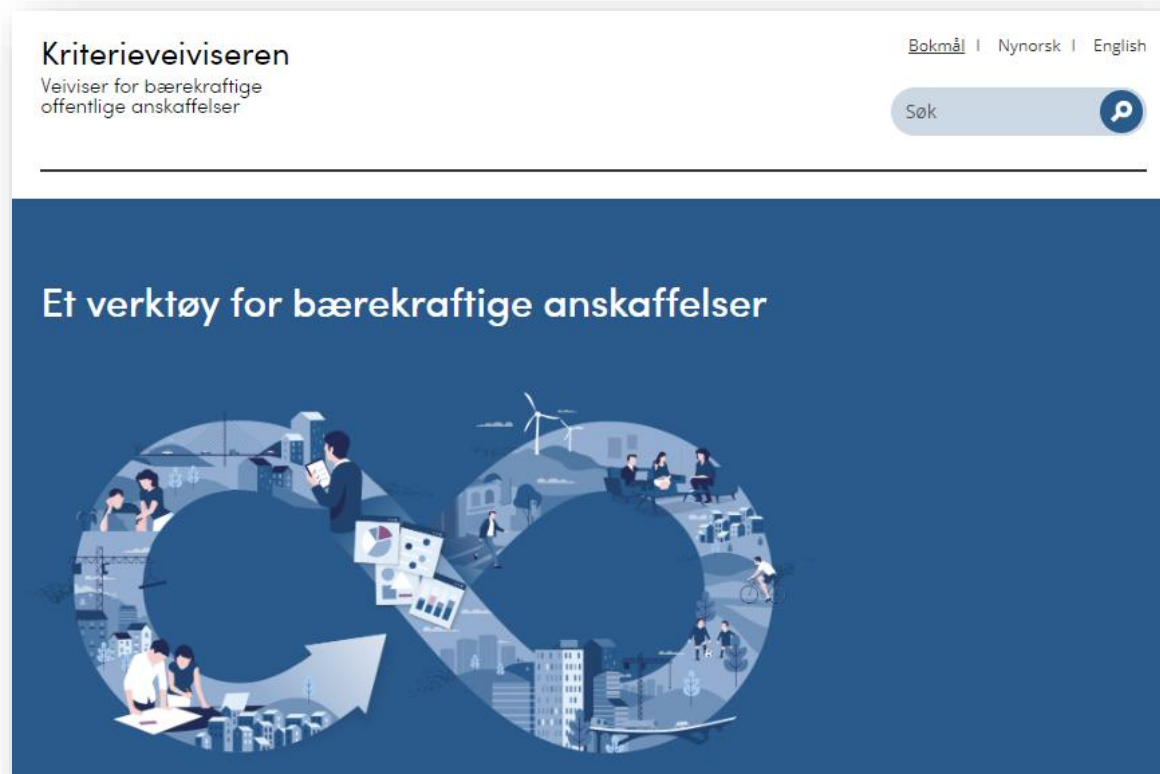 Kriterieveiviseren
Veiviser for bærekraftige
offentlige anskaffelser
Bokmål | Nynorsk | English
Søk
Et verktøy for bærekraftige anskaffelser